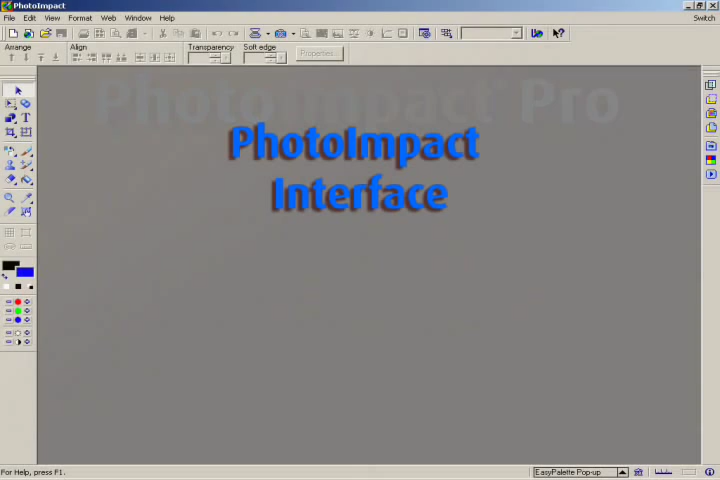 PhotoImpact
File Edit View Format Web Window Help Switch
Arrange Align Transparency Soft edge Properties...
PhotoImpact Pro
PhotoImpact
Interface
For Help, press F1. EasyPalette Pop-up